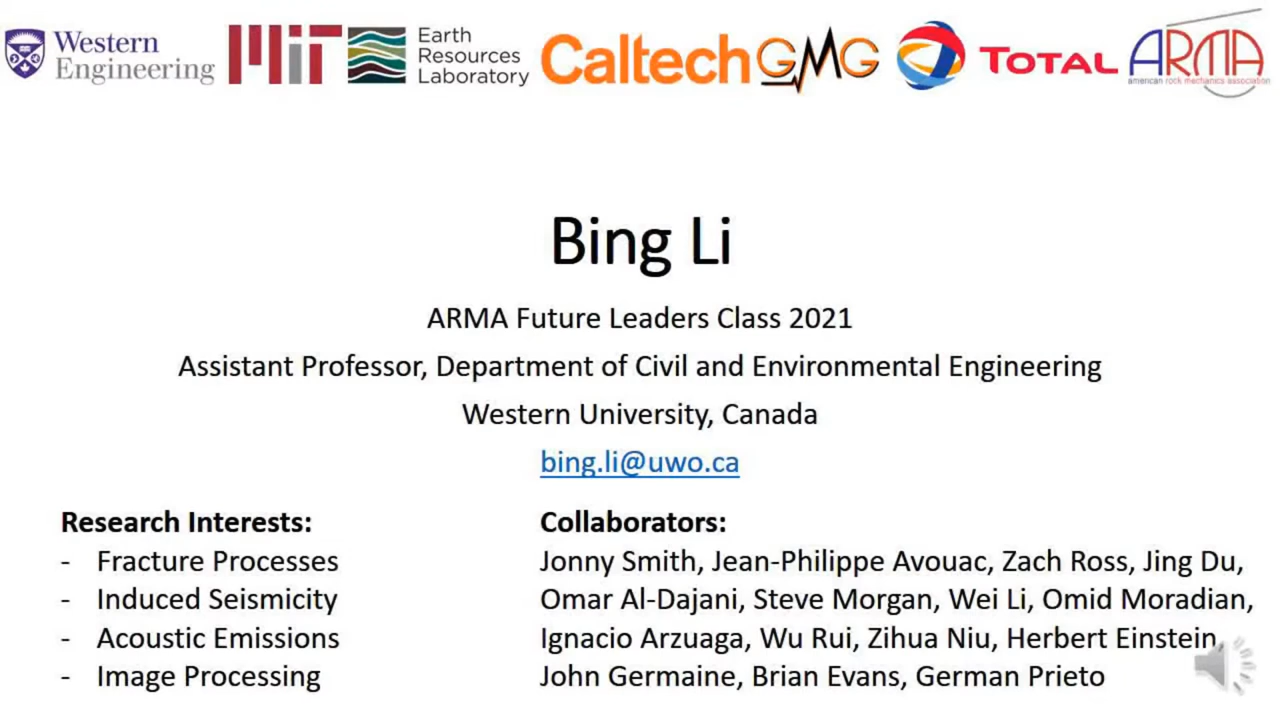 Western
Engineering
MIT
Earth
Resources
Laboratory
Caltech
GMG
TOTAL
ARMA
american rock mechanics association
Bing Li
ARMA Future Leaders Class 2021
Assistant Professor, Department of Civil and Environmental Engineering
Western University, Canada
bing.li@uwo.ca
Research Interests:
- Fracture Processes
- Induced Seismicity
- Acoustic Emissions
- Image Processing
Collaborators:
Jonny Smith, Jean-Philippe Avouac, Zach Ross, Jing Du,
Omar Al-Dajani, Steve Morgan, Wei Li, Omid Moradian,
Ignacio Arzuaga, Wu Rui, Zihua Niu, Herbert Einstein,
John Germaine, Brian Evans, German Prieto